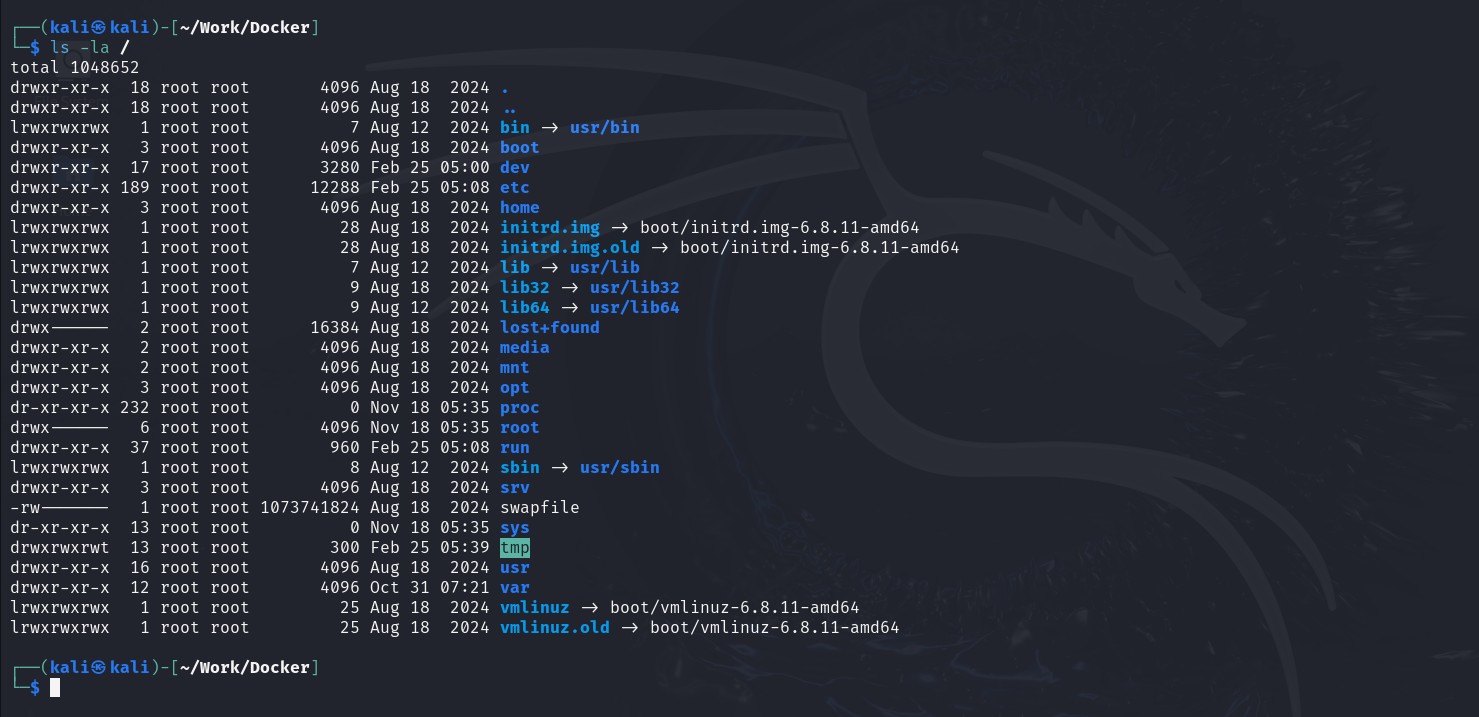 ┌──(kali㉿kali)-[~/Work/Docker]
└─$ ls -la /
total 1048652
drwxr-xr-x  18 root root       4096 Aug 18  2024 .
drwxr-xr-x  18 root root       4096 Aug 18  2024 ..
lrwxrwxrwx   1 root root          7 Aug 12  2024 bin -> usr/bin
drwxr-xr-x   3 root root       4096 Aug 18  2024 boot
drwxr-xr-x  17 root root       3280 Feb 25 05:00 dev
drwxr-xr-x 189 root root      12288 Feb 25 05:08 etc
drwxr-xr-x   3 root root       4096 Aug 18  2024 home
lrwxrwxrwx   1 root root         28 Aug 18  2024 initrd.img -> boot/initrd.img-6.8.11-amd64
lrwxrwxrwx   1 root root         28 Aug 18  2024 initrd.img.old -> boot/initrd.img-6.8.11-amd64
lrwxrwxrwx   1 root root          7 Aug 12  2024 lib -> usr/lib
lrwxrwxrwx   1 root root          9 Aug 18  2024 lib32 -> usr/lib32
lrwxrwxrwx   1 root root          9 Aug 12  2024 lib64 -> usr/lib64
drwx------   2 root root      16384 Aug 18  2024 lost+found
drwxr-xr-x   2 root root       4096 Aug 18  2024 media
drwxr-xr-x   2 root root       4096 Aug 18  2024 mnt
drwxr-xr-x   3 root root       4096 Aug 18  2024 opt
dr-xr-xr-x 232 root root          0 Nov 18 05:35 proc
drwx------   6 root root       4096 Nov 18 05:35 root
drwxr-xr-x  37 root root        960 Feb 25 05:08 run
lrwxrwxrwx   1 root root          8 Aug 12  2024 sbin -> usr/sbin
drwxr-xr-x   3 root root       4096 Aug 18  2024 srv
-rw-------   1 root root 1073741824 Aug 18  2024 swapfile
dr-xr-xr-x  13 root root          0 Nov 18 05:35 sys
drwxrwxrwt  13 root root        300 Feb 25 05:39 tmp
drwxr-xr-x  16 root root       4096 Aug 18  2024 usr
drwxr-xr-x  12 root root       4096 Oct 31 07:21 var
lrwxrwxrwx   1 root root         25 Aug 18  2024 vmlinuz -> boot/vmlinuz-6.8.11-amd64
lrwxrwxrwx   1 root root         25 Aug 18  2024 vmlinuz.old -> boot/vmlinuz-6.8.11-amd64
┌──(kali㉿kali)-[~/Work/Docker]
└─$